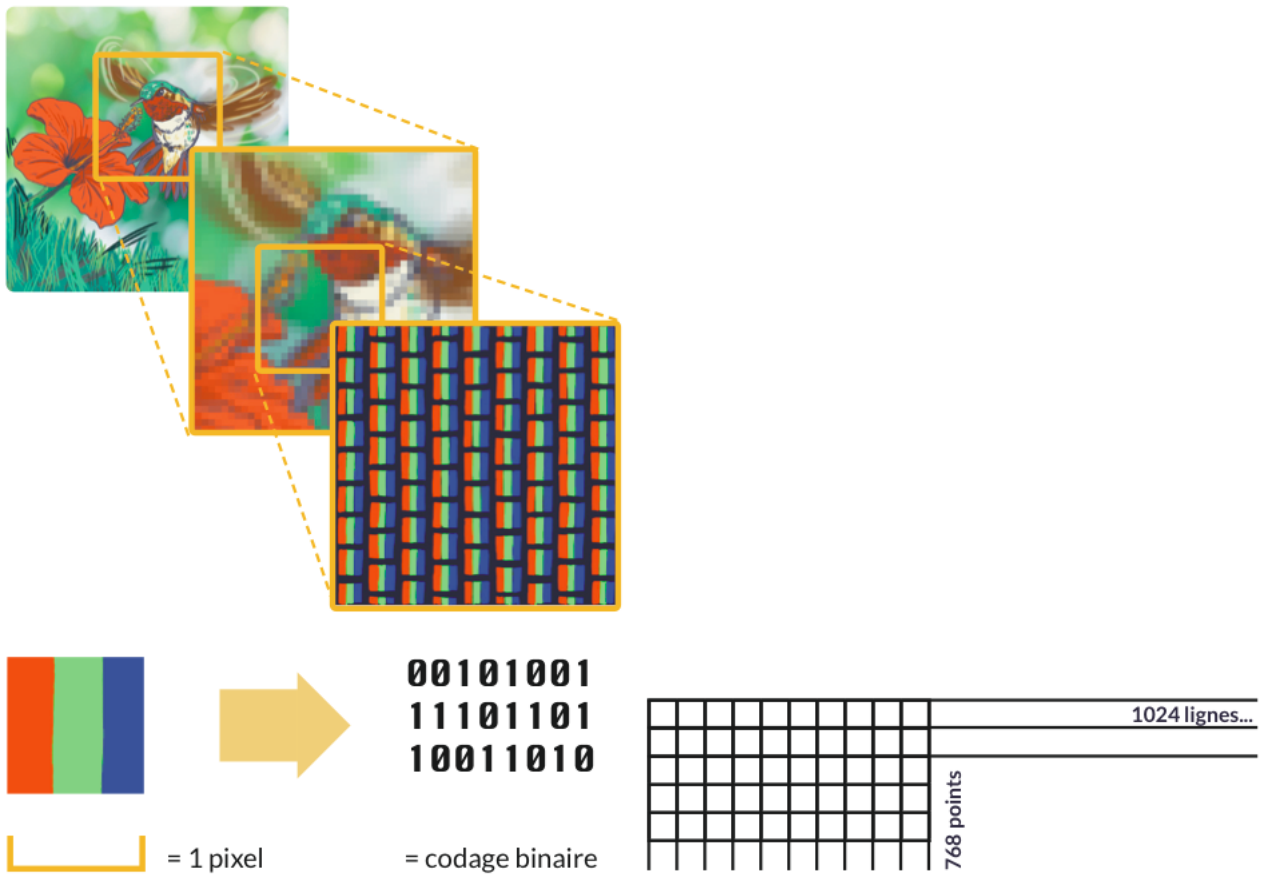 00101001
11101101
10011010
1024 lignes...
768 points
= 1 pixel
= codage binaire